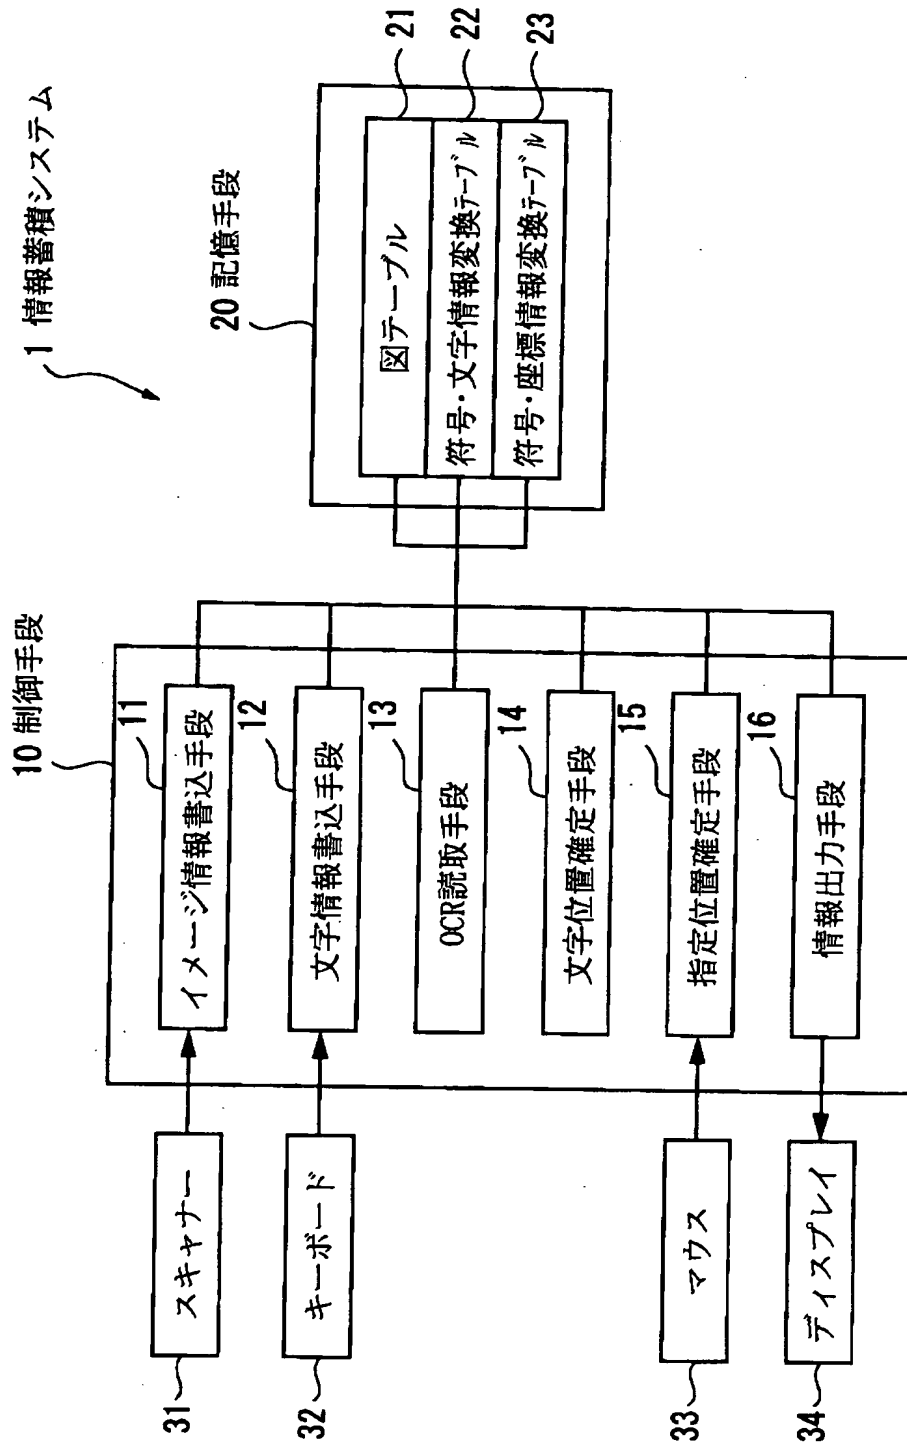 1 情報蓄積システム
10 制御手段
20 記憶手段
31
スキャナー
32
キーボード
33
マウス
34
ディスプレイ
11
イメージ情報書込手段
12
文字情報書込手段
13
OCR読取手段
14
文字位置確定手段
15
指定位置確定手段
16
情報出力手段
図テーブル
21
符号・文字情報変換テーブル
22
符号・座標情報変換テーブル
23